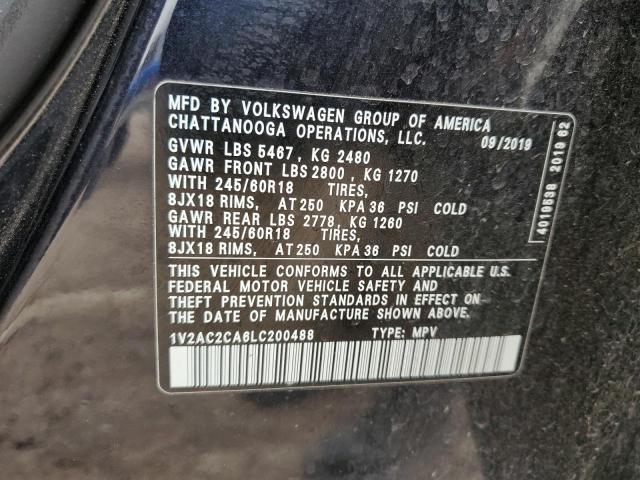 MFD BY VOLKSWAGEN GROUP OF AMERICA
CHATTANOOGA OPERATIONS, LLC.
09/2019
GVWR LBS 5467, KG 2480
GAWR FRONT LBS 2800, KG 1270
WITH 245/60R18 TIRES,
8JX18 RIMS, AT 250 KPA 36 PSI COLD
GAWR REAR LBS 2778, KG 1260
WITH 245/60R18 TIRES,
8JX18 RIMS, AT 250 KPA 36 PSI COLD
THIS VEHICLE CONFORMS TO ALL APPLICABLE U.S.
FEDERAL MOTOR VEHICLE SAFETY AND
THEFT PREVENTION STANDARDS IN EFFECT ON
THE DATE OF MANUFACTURE SHOWN ABOVE.
1V2AC2CA6LC200488 TYPE: MPV
4019538 2019 62